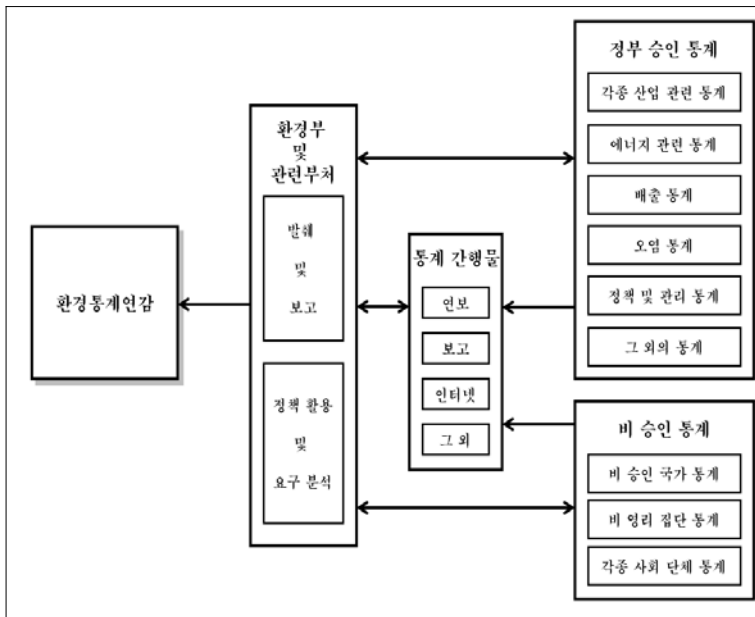 환경통계연감
환경부
및
관련부처
발췌
및
보고
정책 활용
및
요구 분석
통계 간행물
연보
보고
인터넷
그 외
정부 승인 통계
각종 산업 관련 통계
에너지 관련 통계
배출 통계
오염 통계
정책 및 관리 통계
그 외의 통계
비 승인 통계
비 승인 국가 통계
비 영리 집단 통계
각종 사회 단체 통계